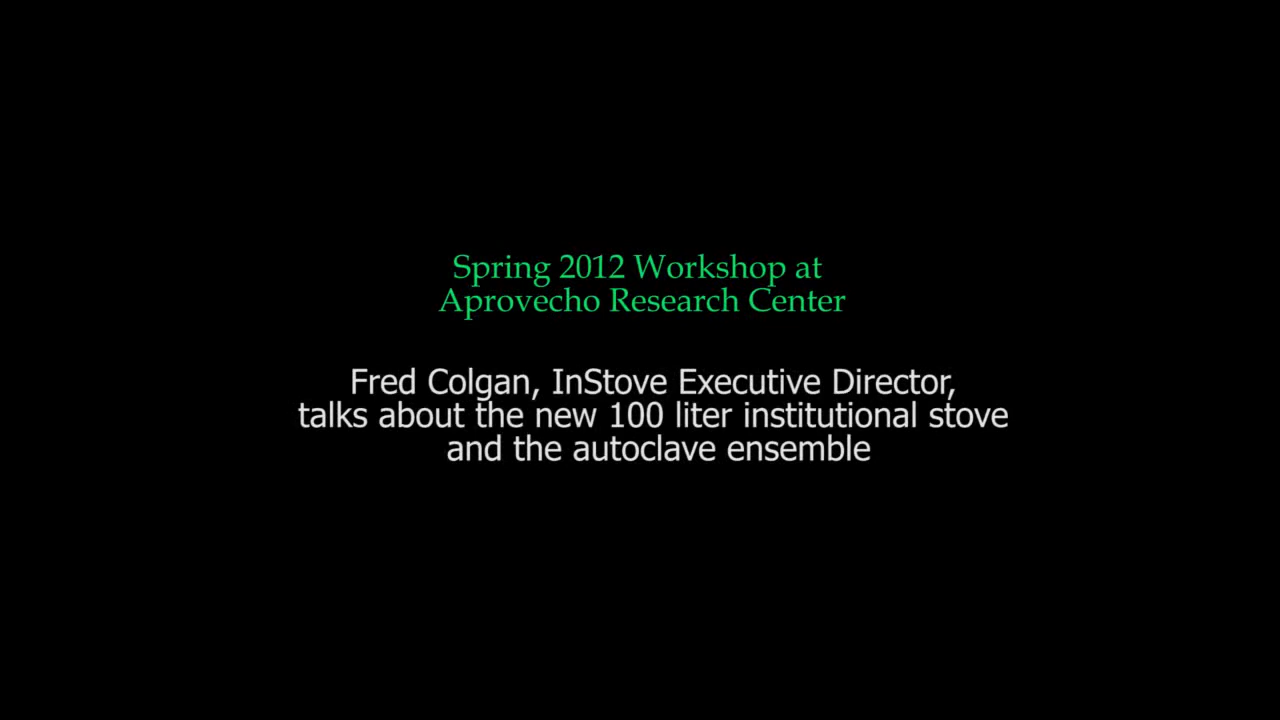 Spring 2012 Workshop at
Aprovecho Research Center
Fred Colgan, InStove Executive Director,
talks about the new 100 liter institutional stove
and the autoclave ensemble